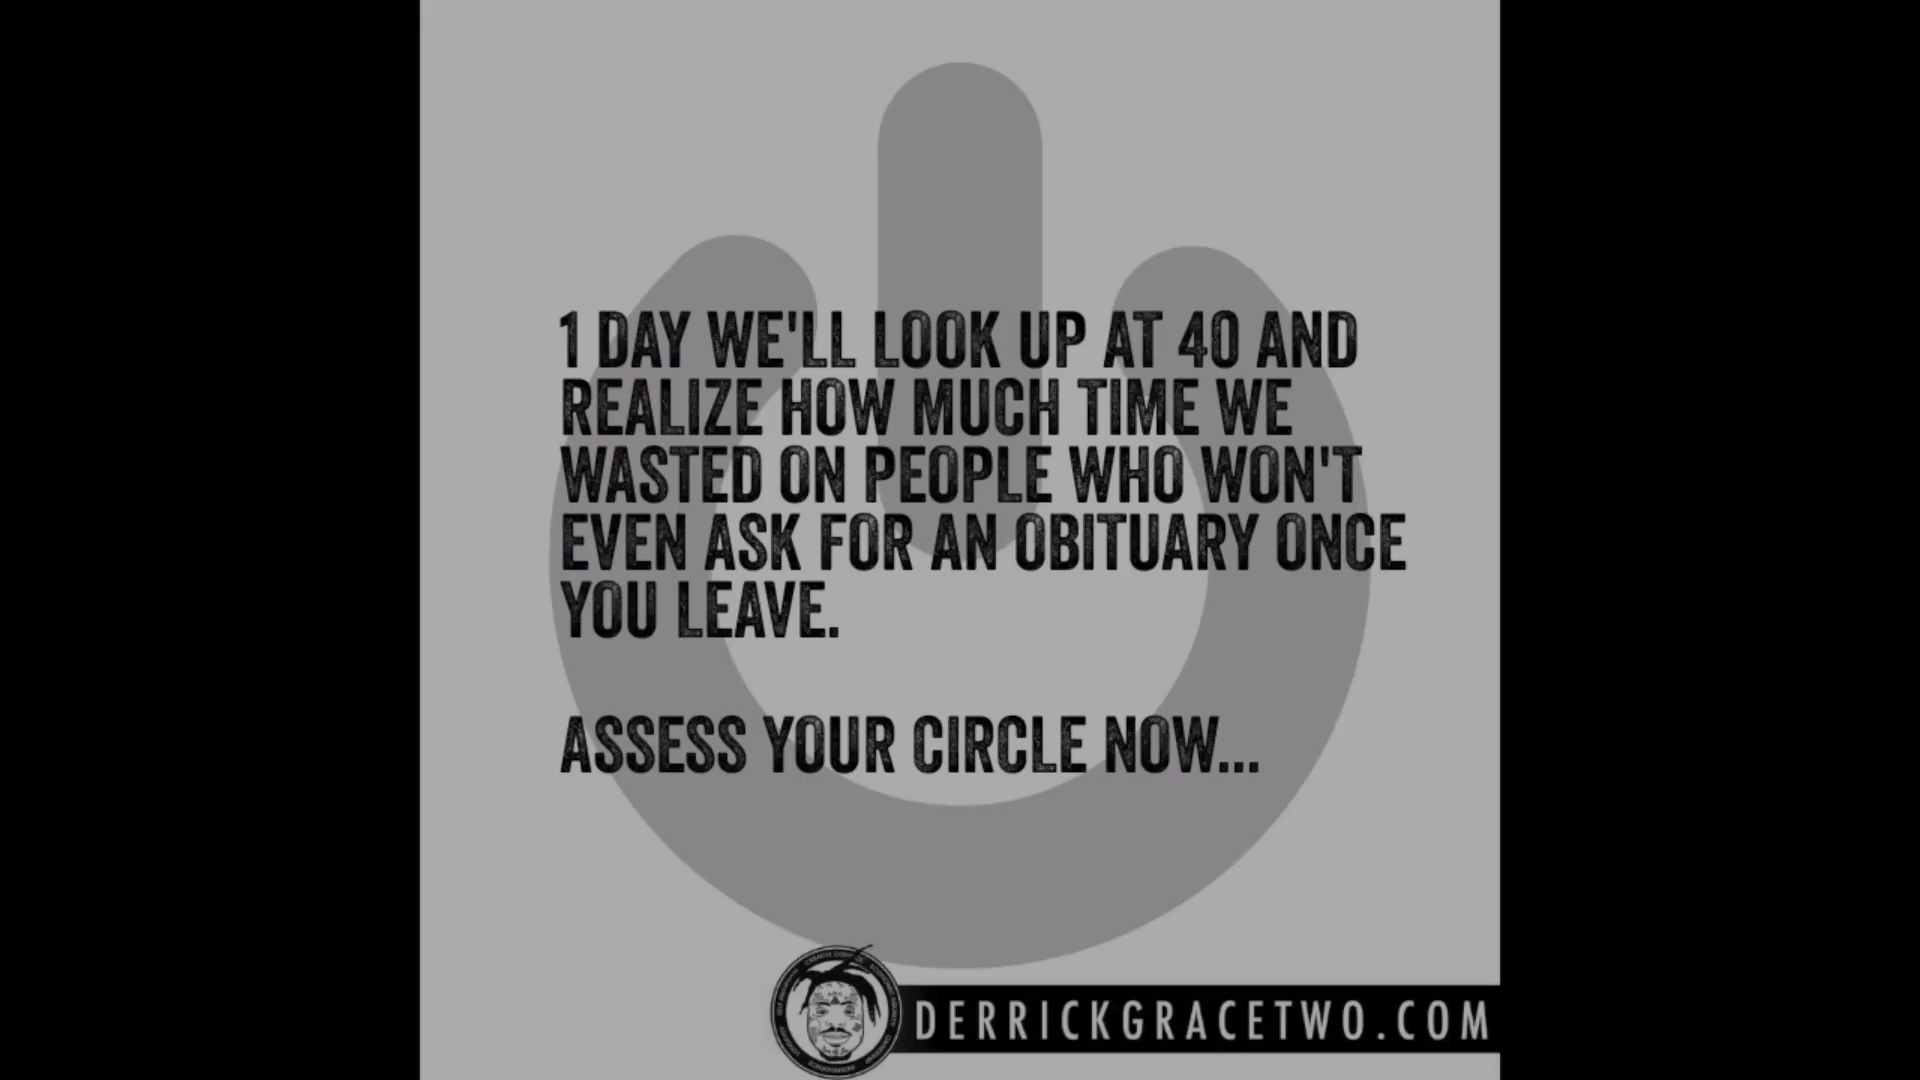 1 DAY WE'LL LOOK UP AT 40 AND
REALIZE HOW MUCH TIME WE
WASTED ON PEOPLE WHO WON'T
EVEN ASK FOR AN OBITUARY ONCE
YOU LEAVE.
ASSESS YOUR CIRCLE NOW...
DERRICKGRACETWO.COM